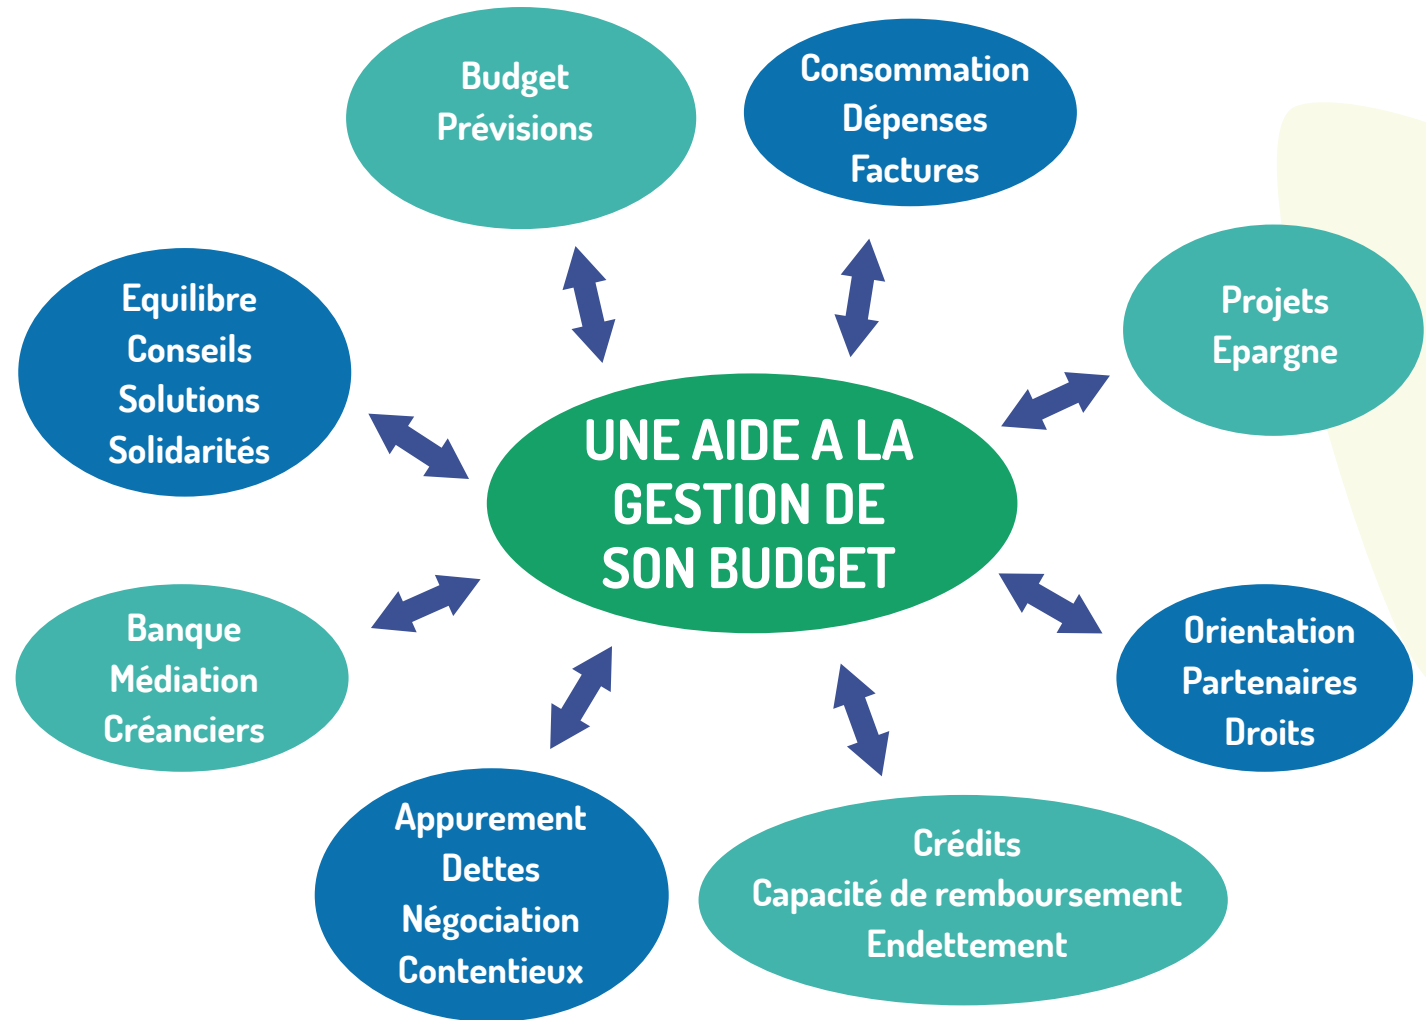 Budget
Prévisions
Consommation
Dépenses
Factures
Equilibre
Conseils
Solutions
Solidarités
Projets
Epargne
UNE AIDE A LA
GESTION DE
SON BUDGET
Banque
Médiation
Créanciers
Orientation
Partenaires
Droits
Appurement
Dettes
Négociation
Contentieux
Crédits
Capacité de remboursement
Endettement